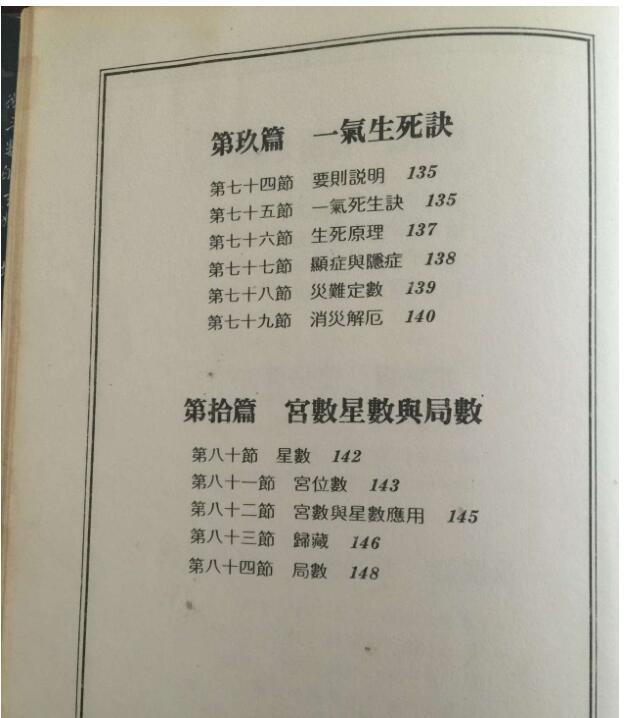 第玖篇 一氣生死訣
第七十四節 要則説明 135
第七十五節 一氣死生訣 135
第七十六節 生死原理 137
第七十七節 顯症與隱症 138
第七十八節 災難定數 139
第七十九節 消災解厄 140
第拾篇 宮數星數與局數
第八十節 星數 142
第八十一節 宮位數 143
第八十二節 宮數與星數應用 145
第八十三節 歸藏 146
第八十四節 局數 148